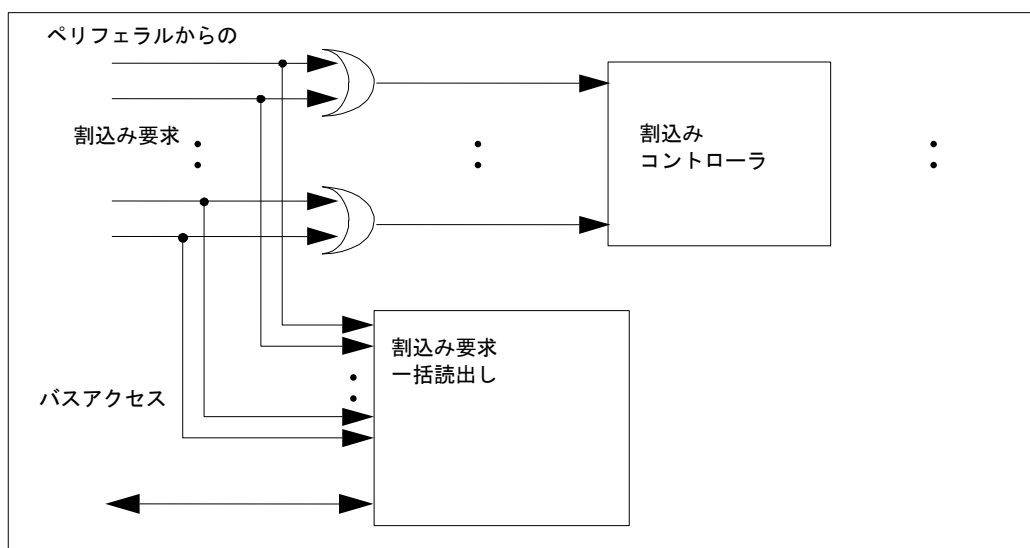 ペリフェラルからの
割込み要求
割込み
コントローラ
割込み要求
一括読出し
バスアクセス